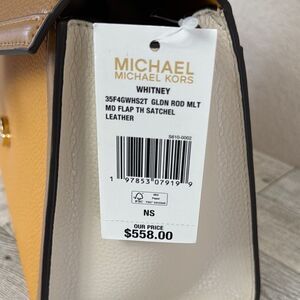 MICHAEL
MICHAEL KORS
WHITNEY
35F4GWHS2T GLDN ROD MLT
MD FLAP TH SATCHEL
LEATHER
S610-0002
1 97853 07919 9
NS
OUR PRICE
$558.00